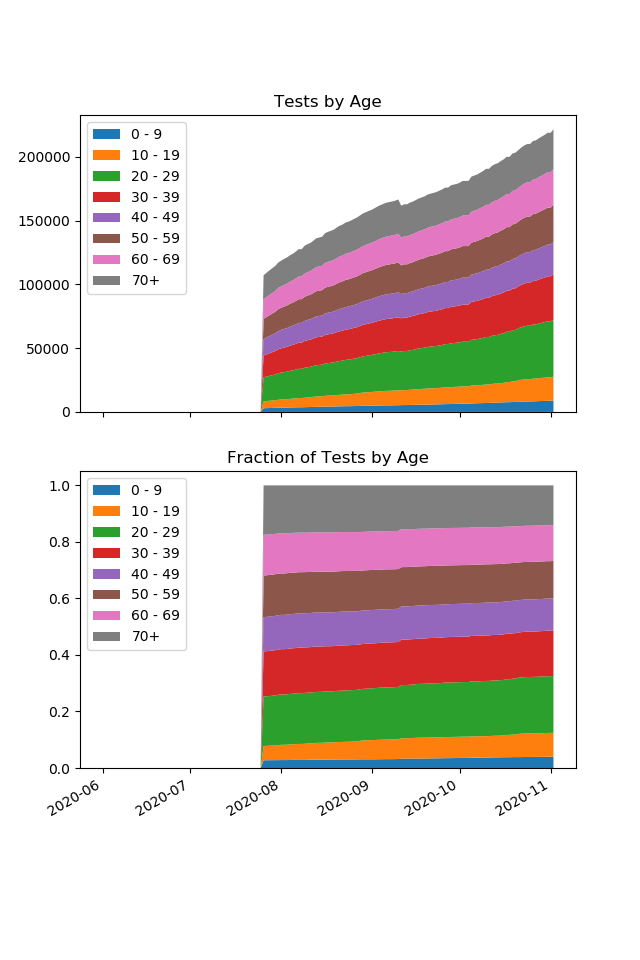 Tests by Age
0 - 9
10 - 19
20 - 29
30 - 39
40 - 49
50 - 59
60 - 69
70+
200000
150000
100000
50000
0
Fraction of Tests by Age
0 - 9
10 - 19
20 - 29
30 - 39
40 - 49
50 - 59
60 - 69
70+
1.0
0.8
0.6
0.4
0.2
0.0
2020-06
2020-07
2020-08
2020-09
2020-10
2020-11